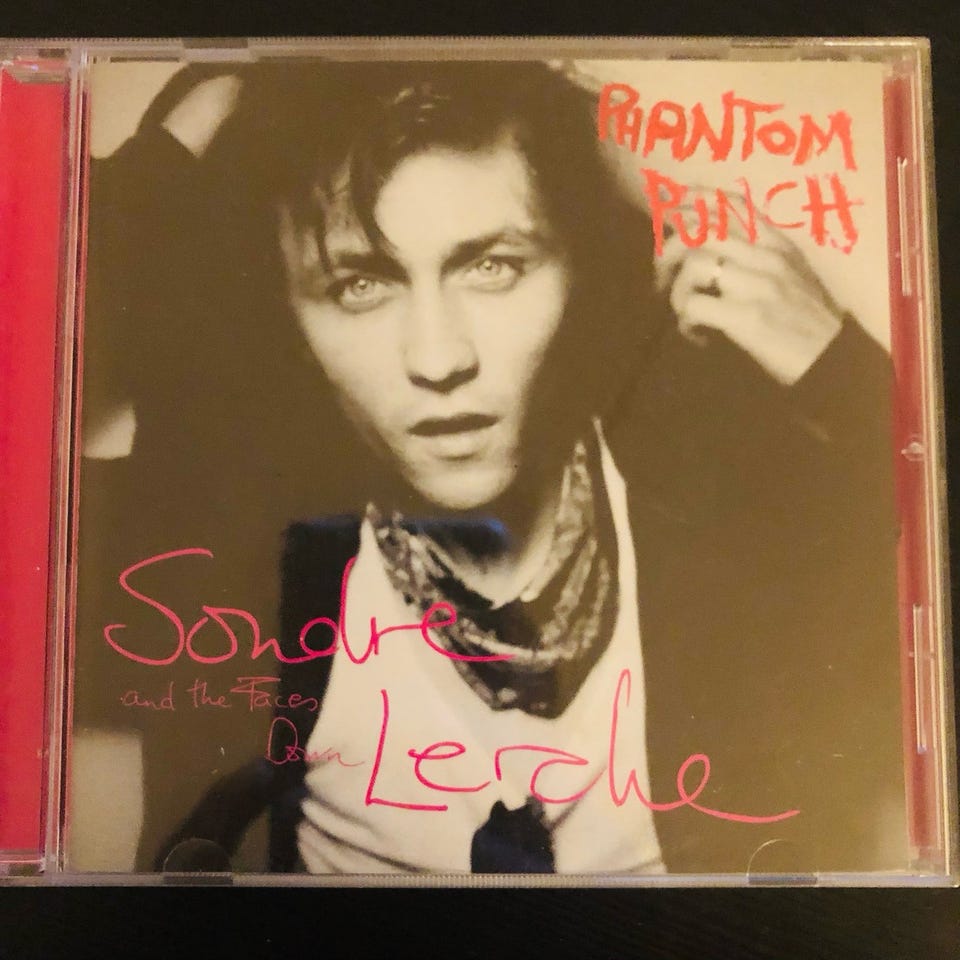 PHANTOM
PUNCH
Sondre
and the Faces
Down
Lerche